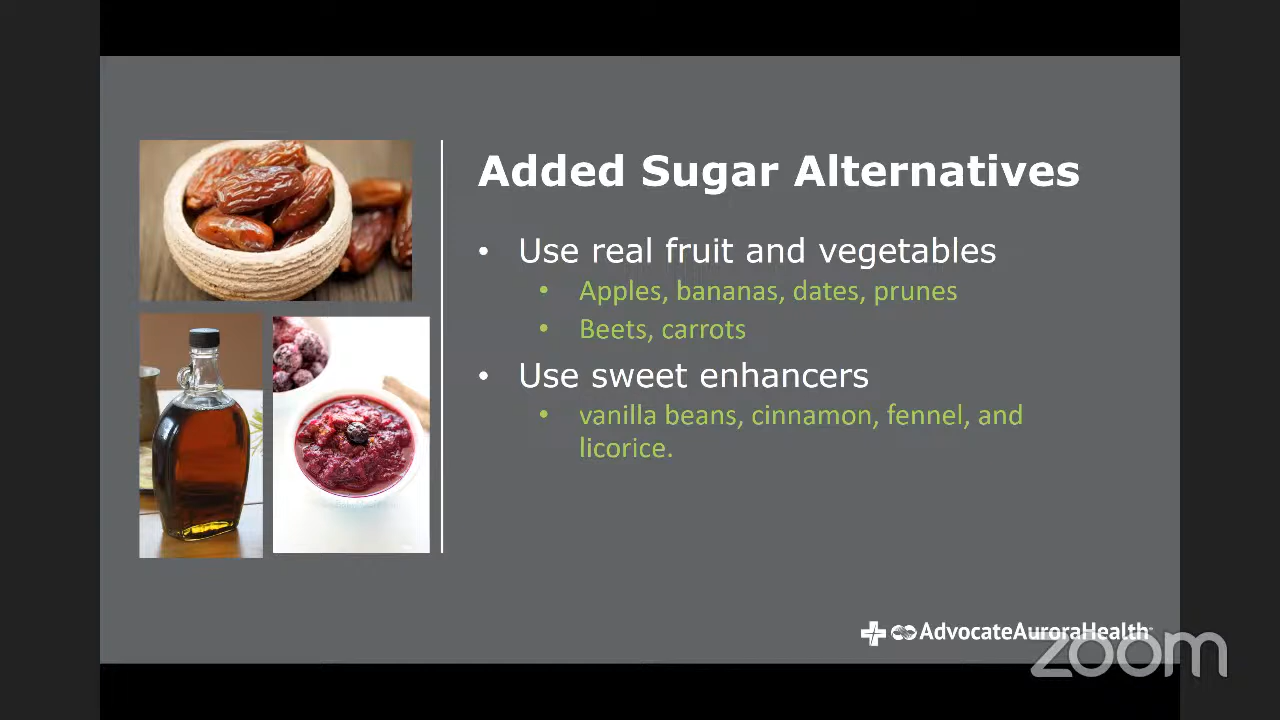 Added Sugar Alternatives
• Use real fruit and vegetables
• Apples, bananas, dates, prunes
• Beets, carrots
• Use sweet enhancers
• vanilla beans, cinnamon, fennel, and
licorice.
AdvocateAuroraHealth
zoom